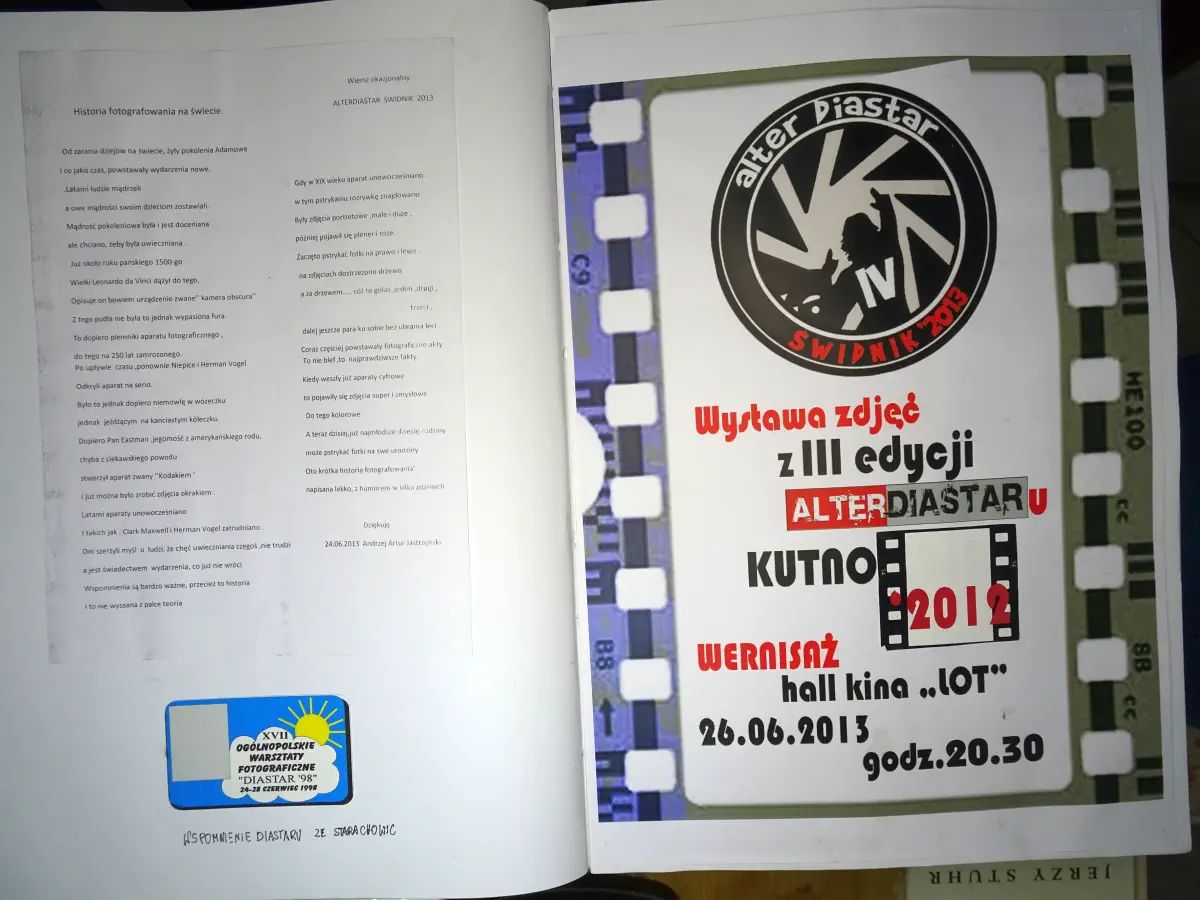 Wiersz okazjonalny
ALTERDIASTAR ŚWIDNIK 2013
Historia fotografowania na świecie
Od zarania dziejów na świecie, żyły pokolenia Adamowe
I co jakiś czas, powstawały wydarzenia nowe.
.Latami ludzie mądrzeli
a owe mądrości swoim dzieciom zostawiali.
Mądrość pokoleniowa była i jest doceniana
ale chciano, żeby była uwieczniana .
Już około roku pańskiego 1500-go
Wielki Leonardo da Vinci dążył do tego,
Opisuje on bowiem urządzenie zwane" kamera obscura"
Z tego pudła nie była to jednak wypasiona fura.
To dopiero plemniki aparatu fotograficznego ,
do tego na 250 lat zamrożonego.
Po upływie czasu ,ponownie Niepice i Herman Vogel
Odkryli aparat na serio.
Było to jednak dopiero niemowlę w wózeczku
jednak jeżdżącym na kanciastym kółeczku.
Dopiero Pan Eastman ,jegomość z amerykańskiego rodu,
chyba z ciekawskiego powodu
stworzył aparat zwany "Kodakiem "
i już można było zrobić zdjęcia okrakiem .
Latami aparaty unowocześniano
I takich jak : Clark Maxwell i Herman Vogel zatrudniano .
Oni szerzyli myśl u ludzi, że chęć uwieczniania czegoś ,nie trudzi
a jest świadectwem wydarzenia, co już nie wróci
Wspomnienia są bardzo ważne, przecież to historia
i to nie wyssana z palce teoria
Gdy w XIX wieku aparat unowocześniano .
w tym pstrykaniu rozrywkę znajdowano
Były zdjęcia portretowe ,małe i duże ,
później pojawił się plener i róże.
Zaczęto pstrykać fotki na prawo i lewo ,
na zdjęciach dostrzeżono drzewo
a za drzewem..... cóż to golas ,jeden ,drugi ,
trzeci ,
dalej jeszcze para ku sobie bez ubrania leci
Coraz częściej powstawały fotograficzne akty
To nie blef ,to najprawdziwsze fakty.
Kiedy weszły już aparaty cyfrowe
to pojawiły się zdjęcia super i zmysłowe
Do tego kolorowe
A teraz dzisiaj,już najmłodsze dziecię rodziny
może pstrykać fotki na swe urodziny
Oto krótka historia fotografowania"
napisana lekko, z humorem w kilku zdaniach
Dziękuję
24.06.2013 Andrzej Artur Jastrzębski
XVII
OGÓLNOPOLSKIE
WARSZTATY
FOTOGRAFICZNE
"DIASTAR '98"
24-28 CZERWIEC 1998
WSPOMNIENIE DIASTARU ZE STARACHOWIC
alter Diastar
IV
ŚWIDNIK '2013
Wystawa zdjęć
z III edycji
ALTERDIASTARU
KUTNO
'2012
WERNISAŻ
hall kina „LOT"
26.06.2013
godz.20.30
C9
B8
ME100
CC
88
CC
JERZY STUHR